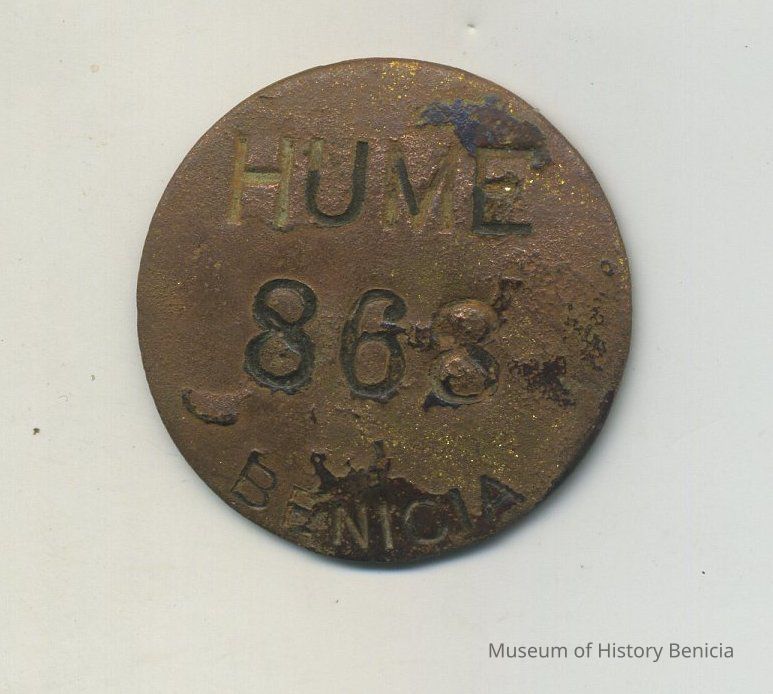 HUME
868
BENICIA
Museum of History Benicia